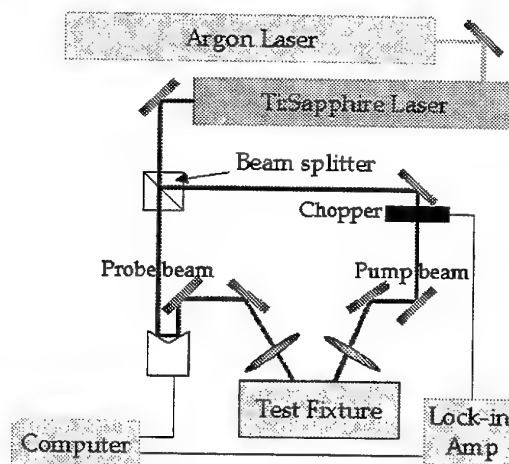 Argon Laser
Ti:Sapphire Laser
Beam splitter
Chopper
Probe beam
Pump beam
Test Fixture
Computer
Lock-in
Amp